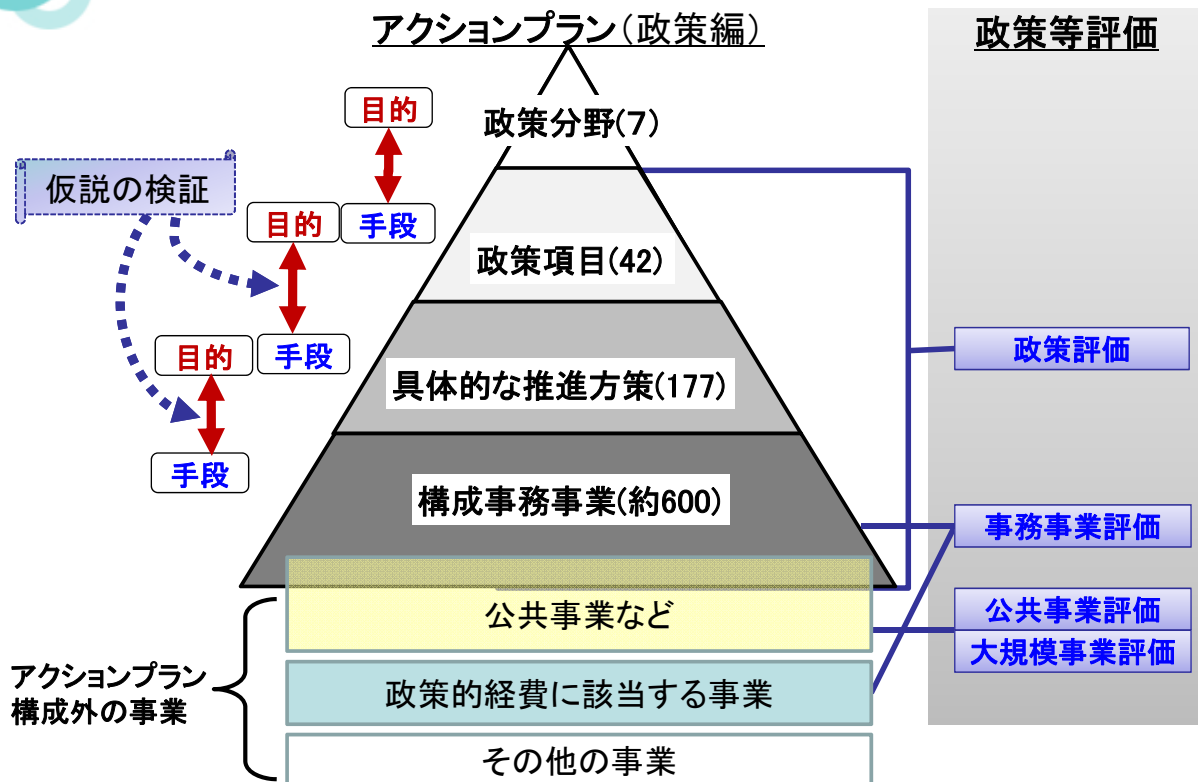 アクションプラン(政策編)
政策等評価
目的
政策分野(7)
仮説の検証
目的
手段
政策項目(42)
目的
手段
政策評価
具体的な推進方策(177)
手段
構成事務事業(約600)
事務事業評価
公共事業など
公共事業評価
大規模事業評価
アクションプラン
構成外の事業
政策的経費に該当する事業
その他の事業